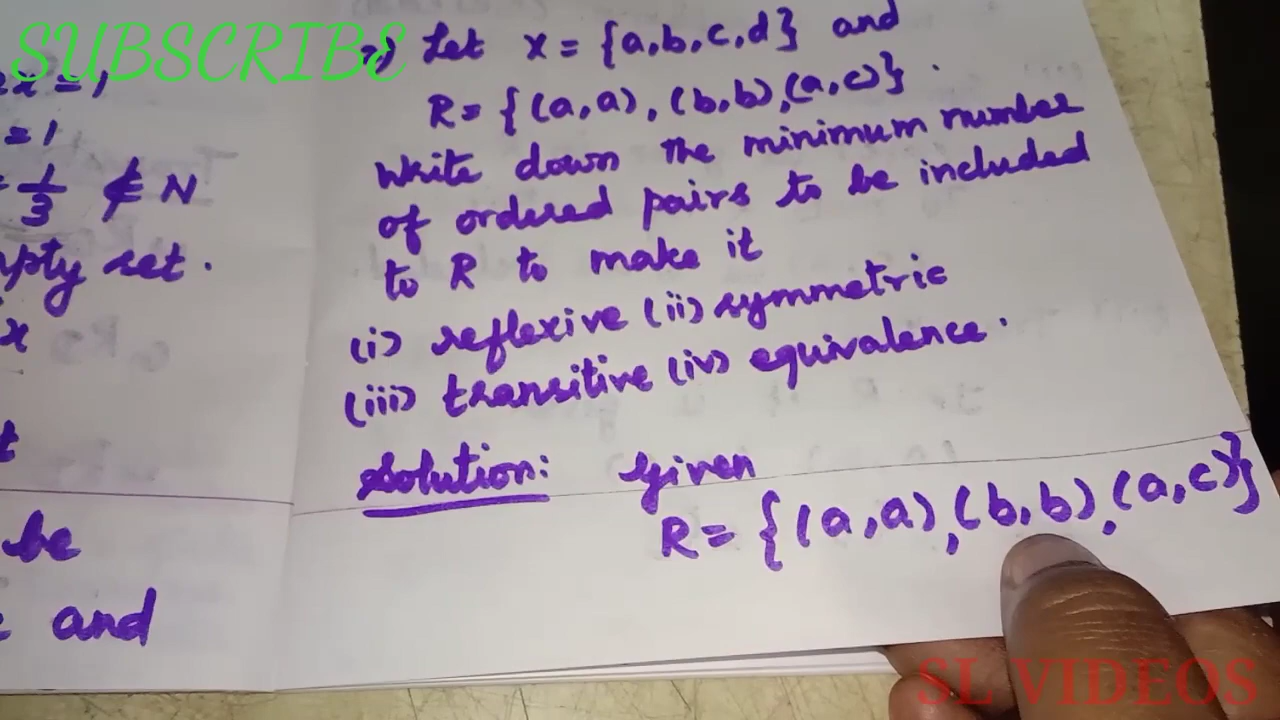 SUBSCRIBE
x = 1
= 1
1/3 ∉ N
set.
x
be
and
Let x = {a,b,c,d} and
R = {(a,a), (b,b), (a,c)}.
Write down the minimum number
of ordered pairs to be included
to R to make it
(i) reflexive (ii) symmetric
(iii) transitive (iv) equivalence.
Solution: Given
R = {(a,a), (b,b), (a,c)}
SL VIDEOS